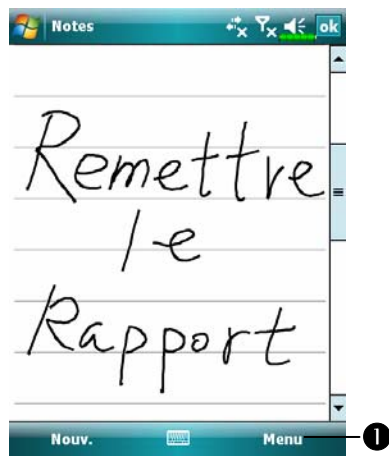 Notes ok
Remettre
le
Rapport
Nouv. Menu 1